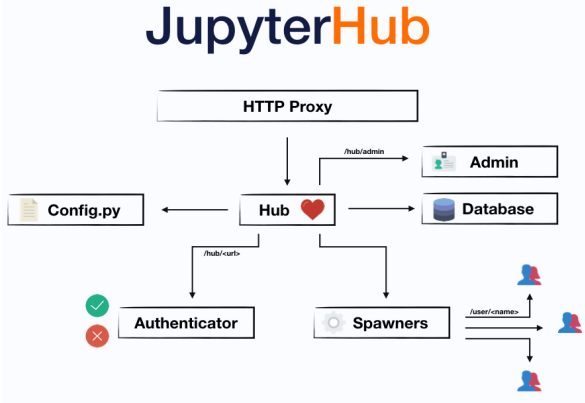 JupyterHub
HTTP Proxy
/hub/admin
Admin
Config.py
Hub
Database
/hub/<url>
Authenticator
Spawners
/user/<name>